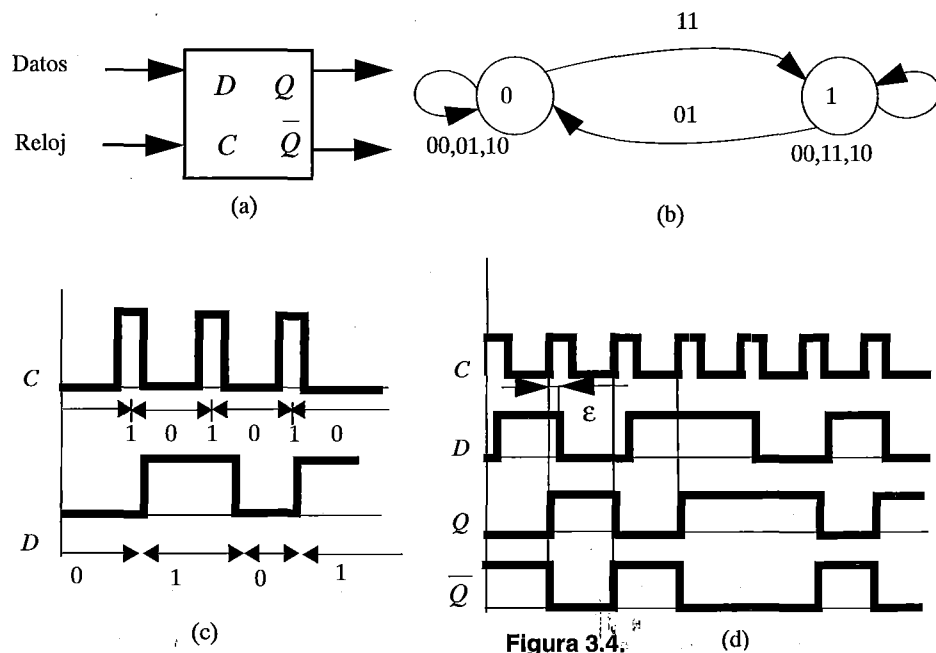 Datos
Reloj
D Q
C Q̅
(a)
11
0
1
01
00,01,10
00,11,10
(b)
C
1 0 1 0 1 0
D
0 1 0 1
(c)
C
ε
D
Q
Q̅
(d)
Figura 3.4.